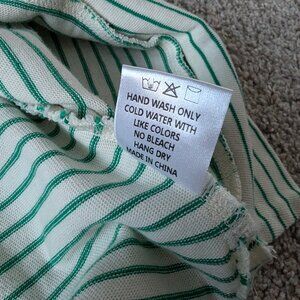 HAND WASH ONLY
COLD WATER WITH
LIKE COLORS
NO BLEACH
HANG DRY
MADE IN CHINA